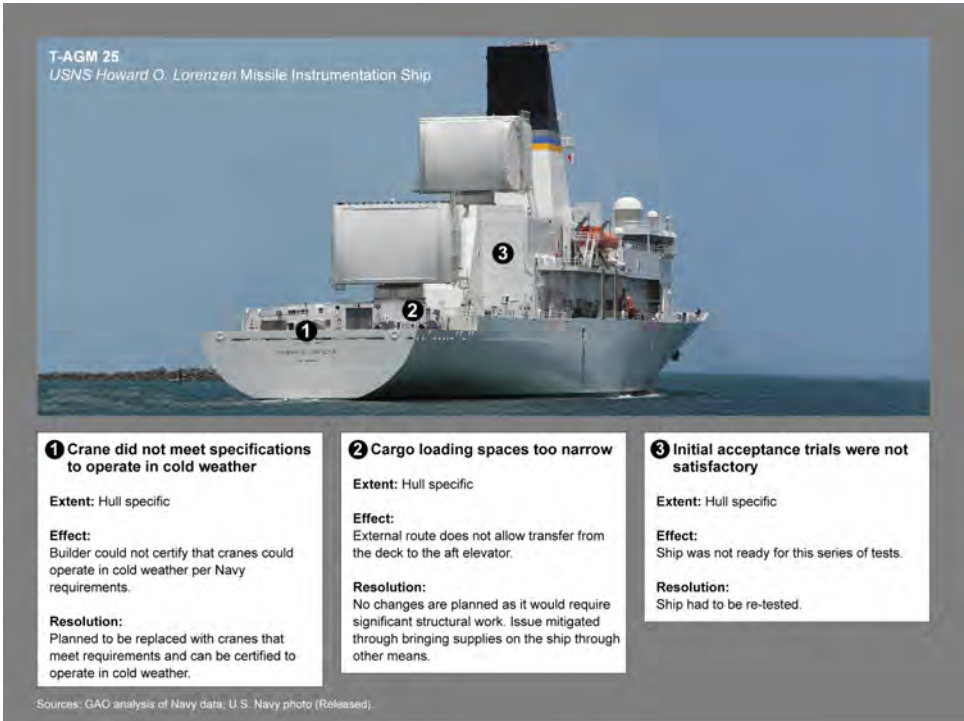 T-AGM 25
USNS Howard O. Lorenzen Missile Instrumentation Ship
3
2
1
1 Crane did not meet specifications
to operate in cold weather
Extent: Hull specific
Effect:
Builder could not certify that cranes could
operate in cold weather per Navy
requirements.
Resolution:
Planned to be replaced with cranes that
meet requirements and can be certified to
operate in cold weather.
2 Cargo loading spaces too narrow
Extent: Hull specific
Effect:
External route does not allow transfer from
the deck to the aft elevator.
Resolution:
No changes are planned as it would require
significant structural work. Issue mitigated
through bringing supplies on the ship through
other means.
3 Initial acceptance trials were not
satisfactory
Extent: Hull specific
Effect:
Ship was not ready for this series of tests.
Resolution:
Ship had to be re-tested.
Sources: GAO analysis of Navy data; U.S. Navy photo (Released).